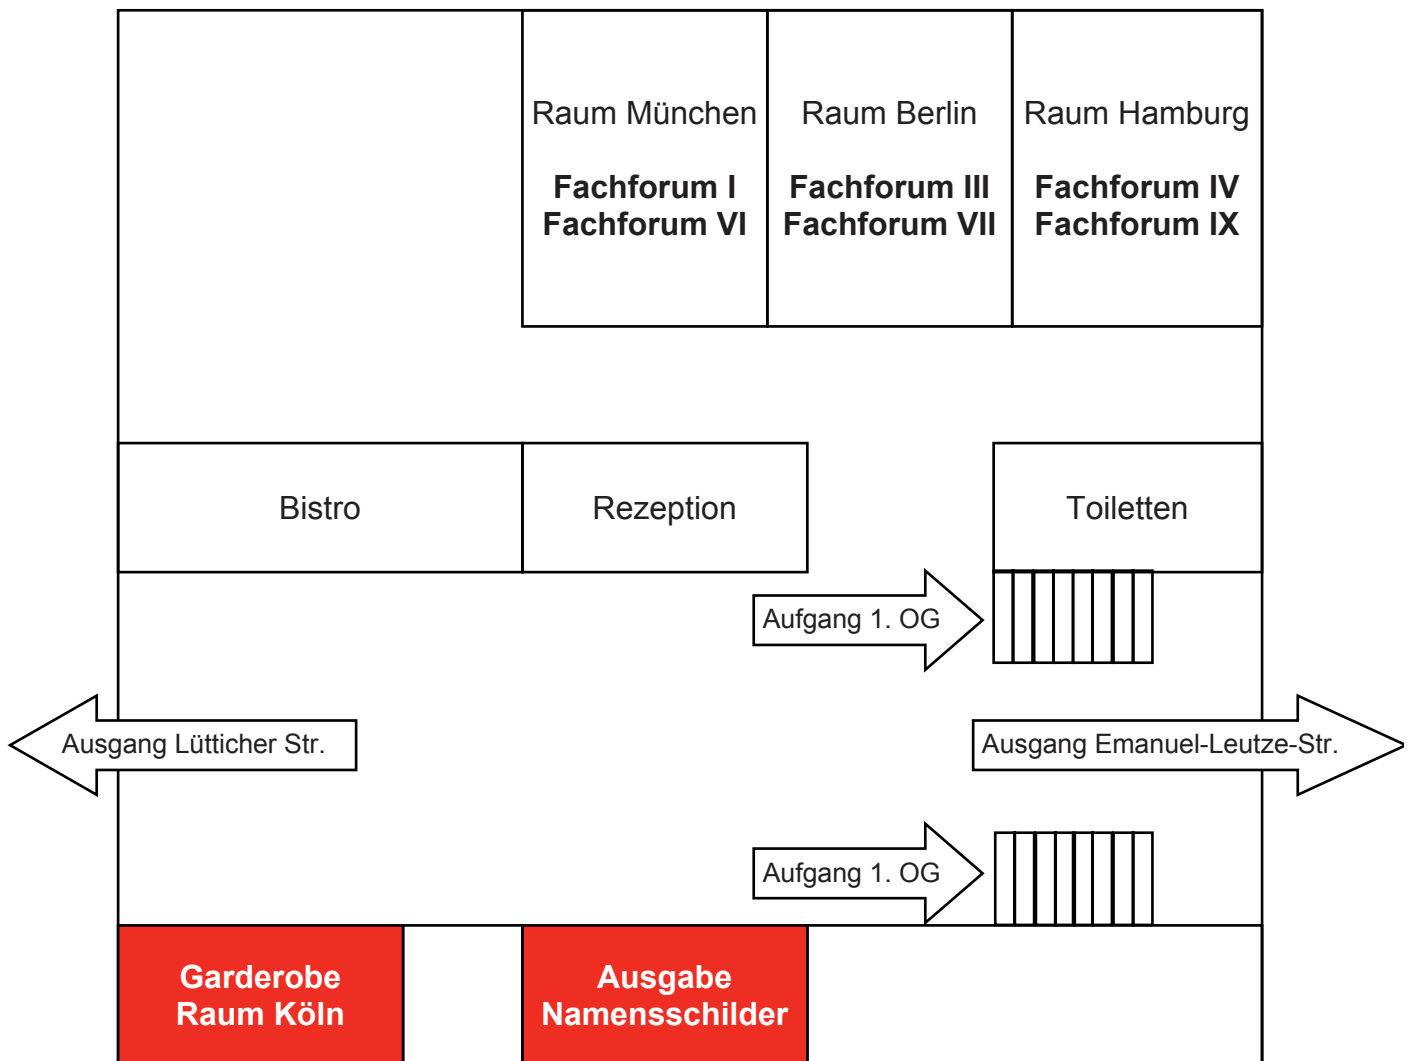 Raum München
Fachforum I
Fachforum VI
Raum Berlin
Fachforum III
Fachforum VII
Raum Hamburg
Fachforum IV
Fachforum IX
Bistro
Rezeption
Toiletten
Aufgang 1. OG
Ausgang Lütticher Str.
Ausgang Emanuel-Leutze-Str.
Aufgang 1. OG
Garderobe
Raum Köln
Ausgabe
Namensschilder